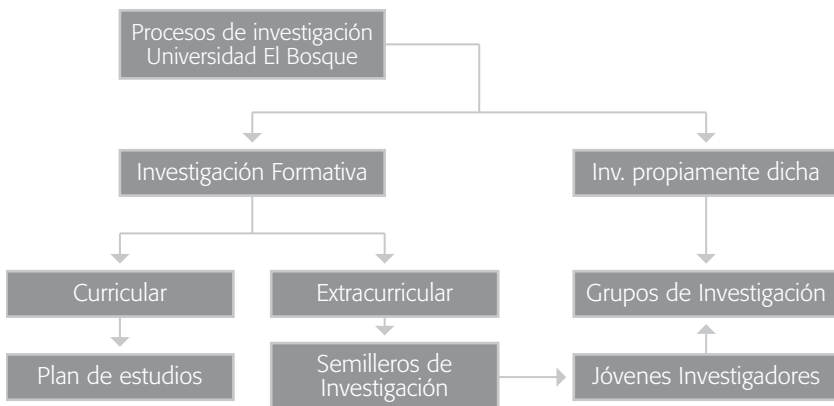 Procesos de investigación
Universidad El Bosque
Investigación Formativa
Inv. propiamente dicha
Curricular
Extracurricular
Grupos de Investigación
Plan de estudios
Semilleros de
Investigación
Jóvenes Investigadores